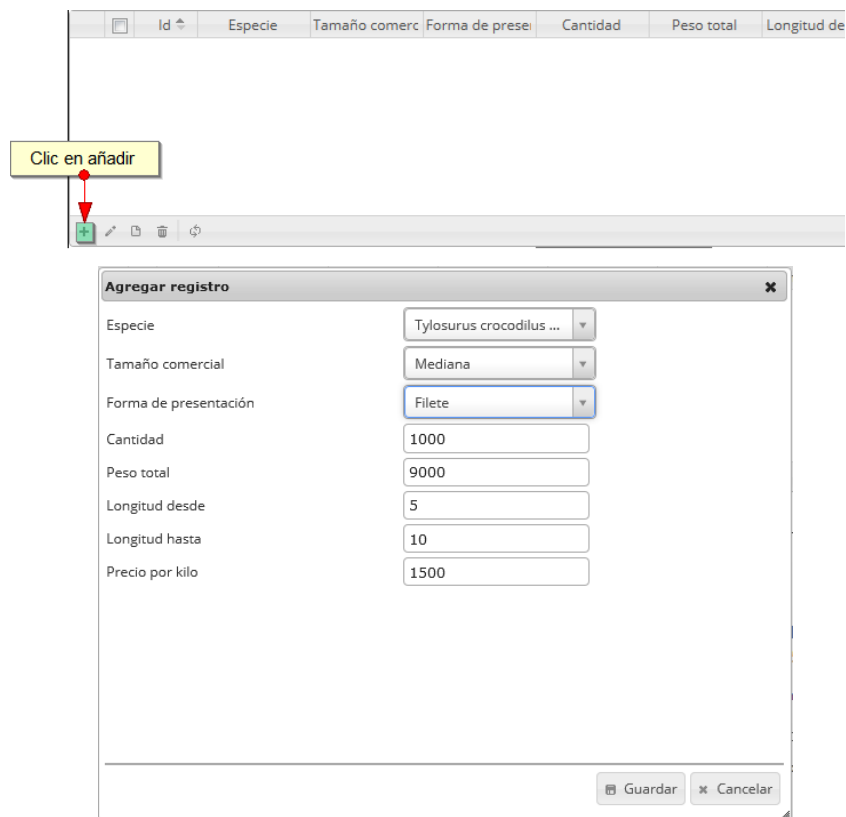 Id Especie Tamaño comerc Forma de prese Cantidad Peso total Longitud de
Clic en añadir
Agregar registro
Especie Tylosurus crocodilus ...
Tamaño comercial Mediana
Forma de presentación Filete
Cantidad 1000
Peso total 9000
Longitud desde 5
Longitud hasta 10
Precio por kilo 1500
Guardar Cancelar